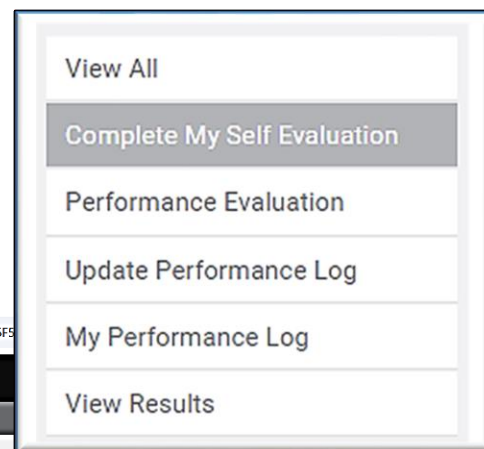 View All
Complete My Self Evaluation
Performance Evaluation
Update Performance Log
My Performance Log
View Results